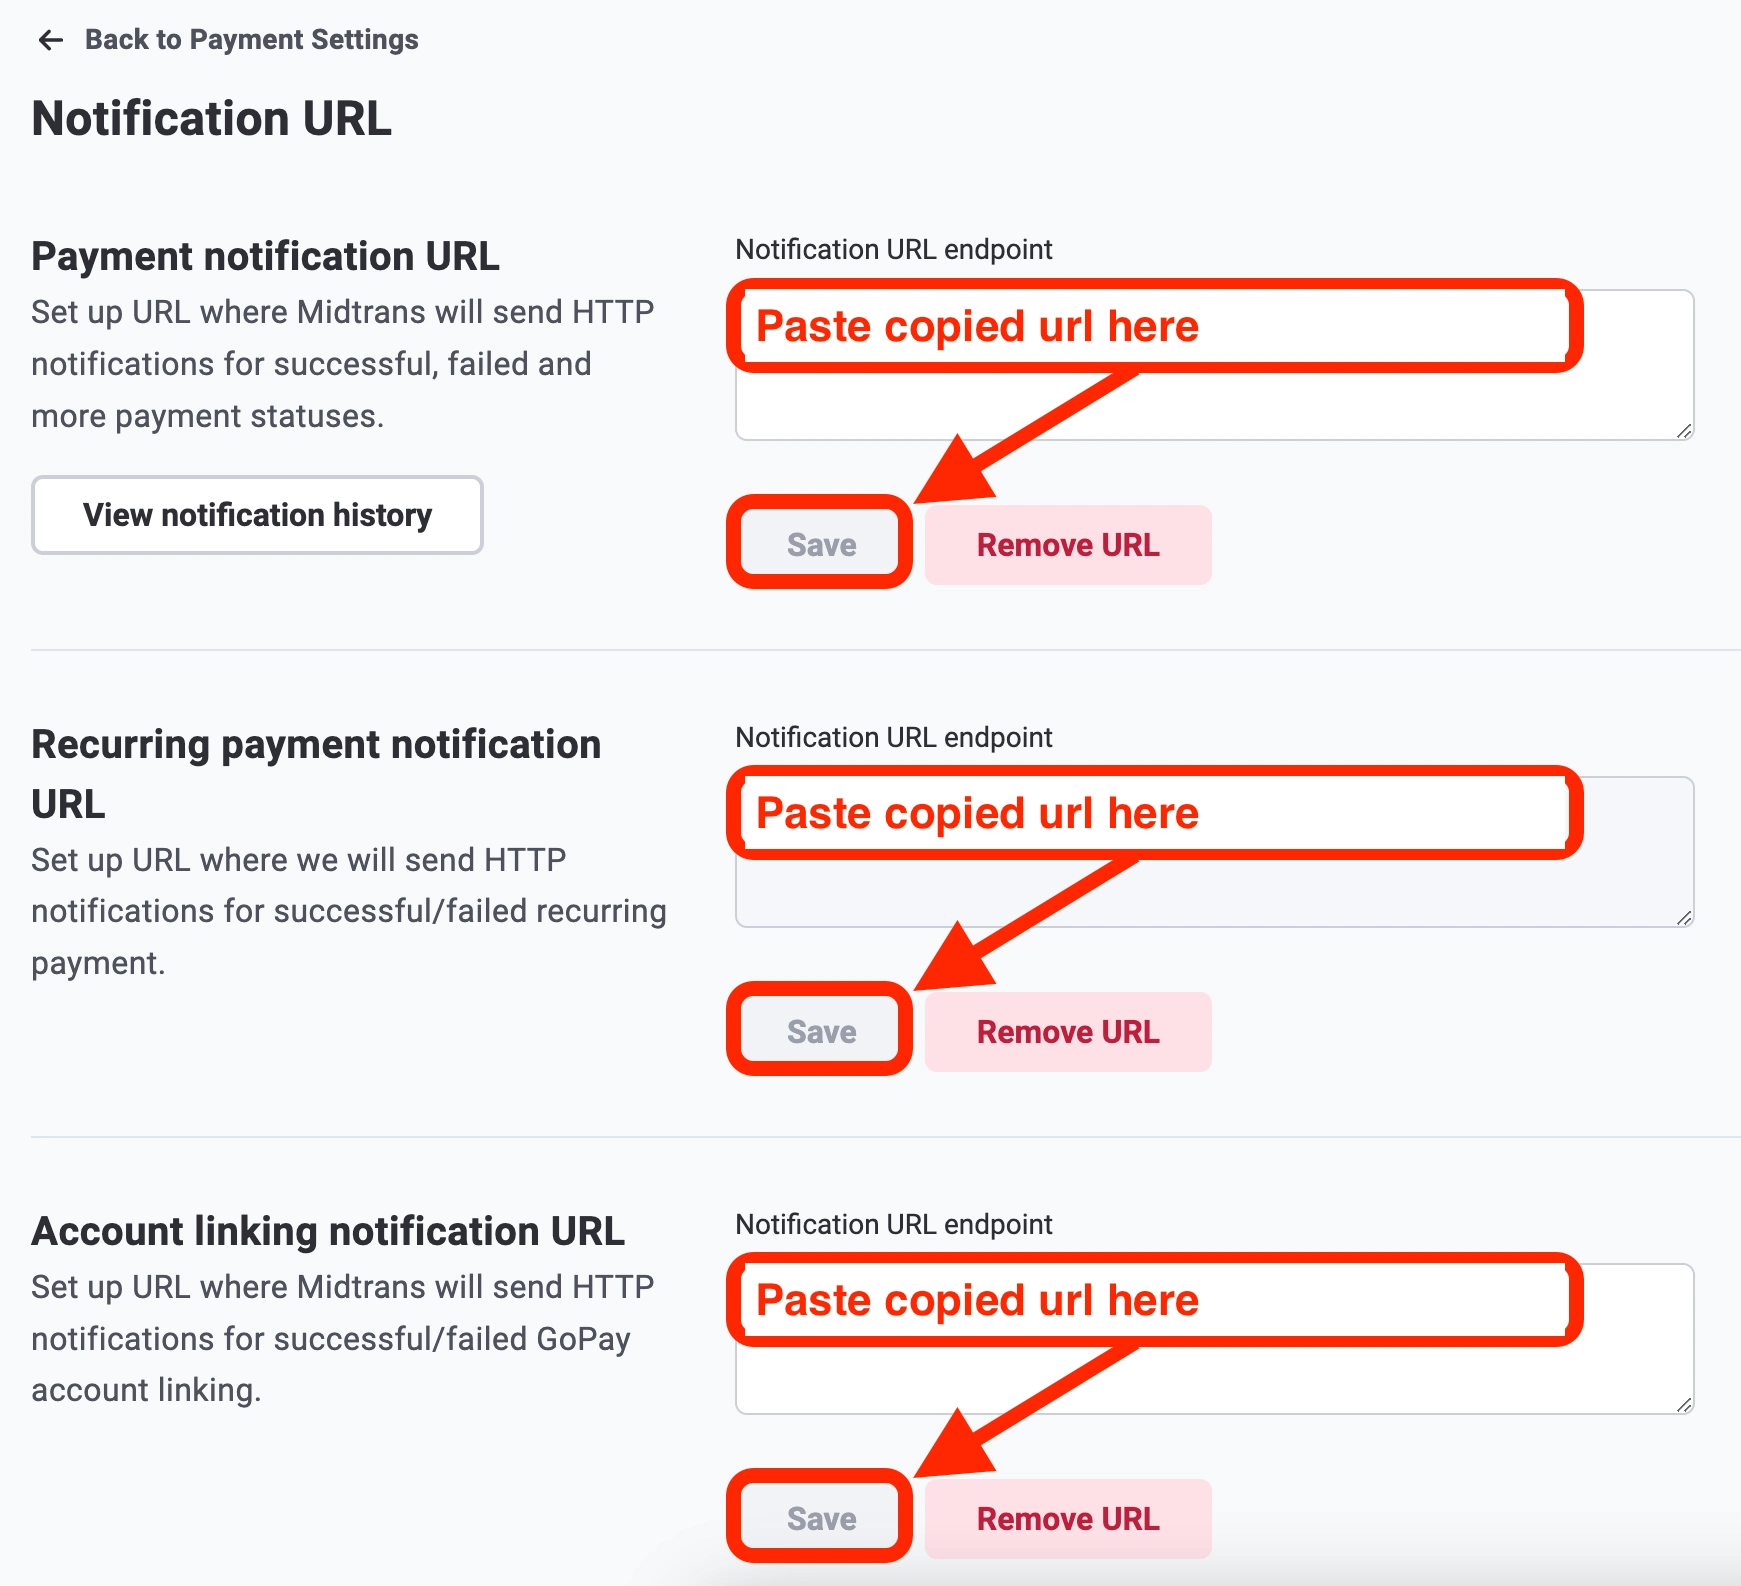 Back to Payment Settings
Notification URL
Payment notification URL
Set up URL where Midtrans will send HTTP
notifications for successful, failed and
more payment statuses.
View notification history
Notification URL endpoint
Paste copied url here
Save
Remove URL
Recurring payment notification
URL
Set up URL where we will send HTTP
notifications for successful/failed recurring
payment.
Notification URL endpoint
Paste copied url here
Save
Remove URL
Account linking notification URL
Set up URL where Midtrans will send HTTP
notifications for successful/failed GoPay
account linking.
Notification URL endpoint
Paste copied url here
Save
Remove URL